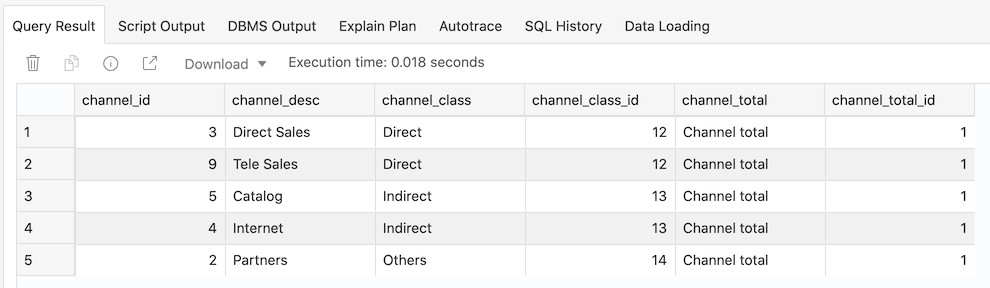 Query Result Script Output DBMS Output Explain Plan Autotrace SQL History Data Loading
Download Execution time: 0.018 seconds
channel_id channel_desc channel_class channel_class_id channel_total channel_total_id
1 3 Direct Sales Direct 12 Channel total 1
2 9 Tele Sales Direct 12 Channel total 1
3 5 Catalog Indirect 13 Channel total 1
4 4 Internet Indirect 13 Channel total 1
5 2 Partners Others 14 Channel total 1